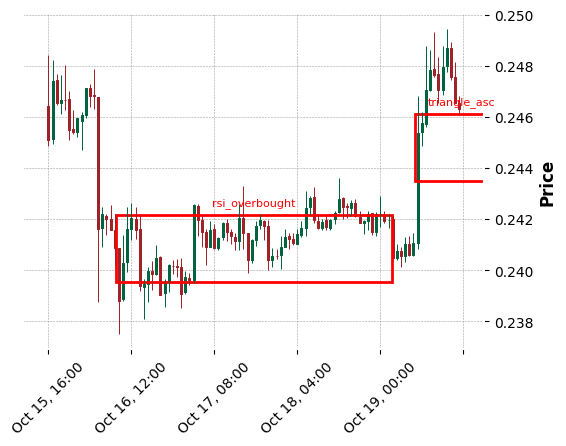 0.250
0.248
triangle_asc
0.246
0.244
Price
rsi_overbought
0.242
0.240
0.238
Oct 15, 16:00
Oct 16, 12:00
Oct 17, 08:00
Oct 18, 04:00
Oct 19, 00:00